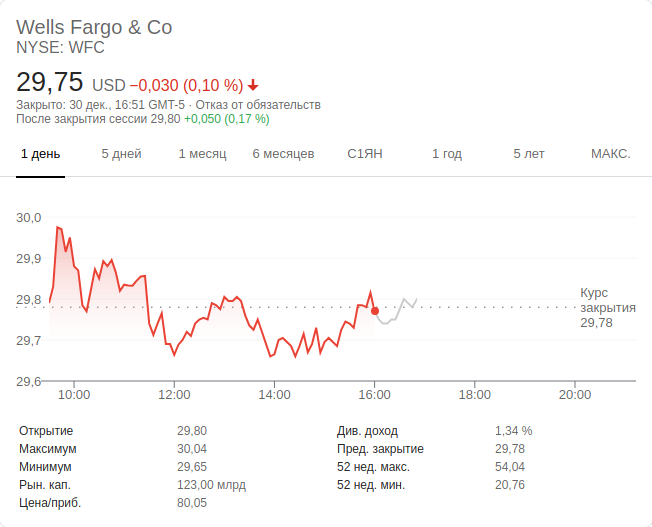 Wells Fargo & Co
NYSE: WFC
29,75 USD −0,030 (0,10 %)
Закрыто: 30 дек., 16:51 GMT-5 · Отказ от обязательств
После закрытия сессии 29,80 +0,050 (0,17 %)
1 день 5 дней 1 месяц 6 месяцев С1ЯН 1 год 5 лет МАКС.
30,0
29,9
29,8
29,7
29,6
Курс
закрытия
29,78
10:00 12:00 14:00 16:00 18:00 20:00
Открытие 29,80 Див. доход 1,34 %
Максимум 30,04 Пред. закрытие 29,78
Минимум 29,65 52 нед. макс. 54,04
Рын. кап. 123,00 млрд 52 нед. мин. 20,76
Цена/приб. 80,05